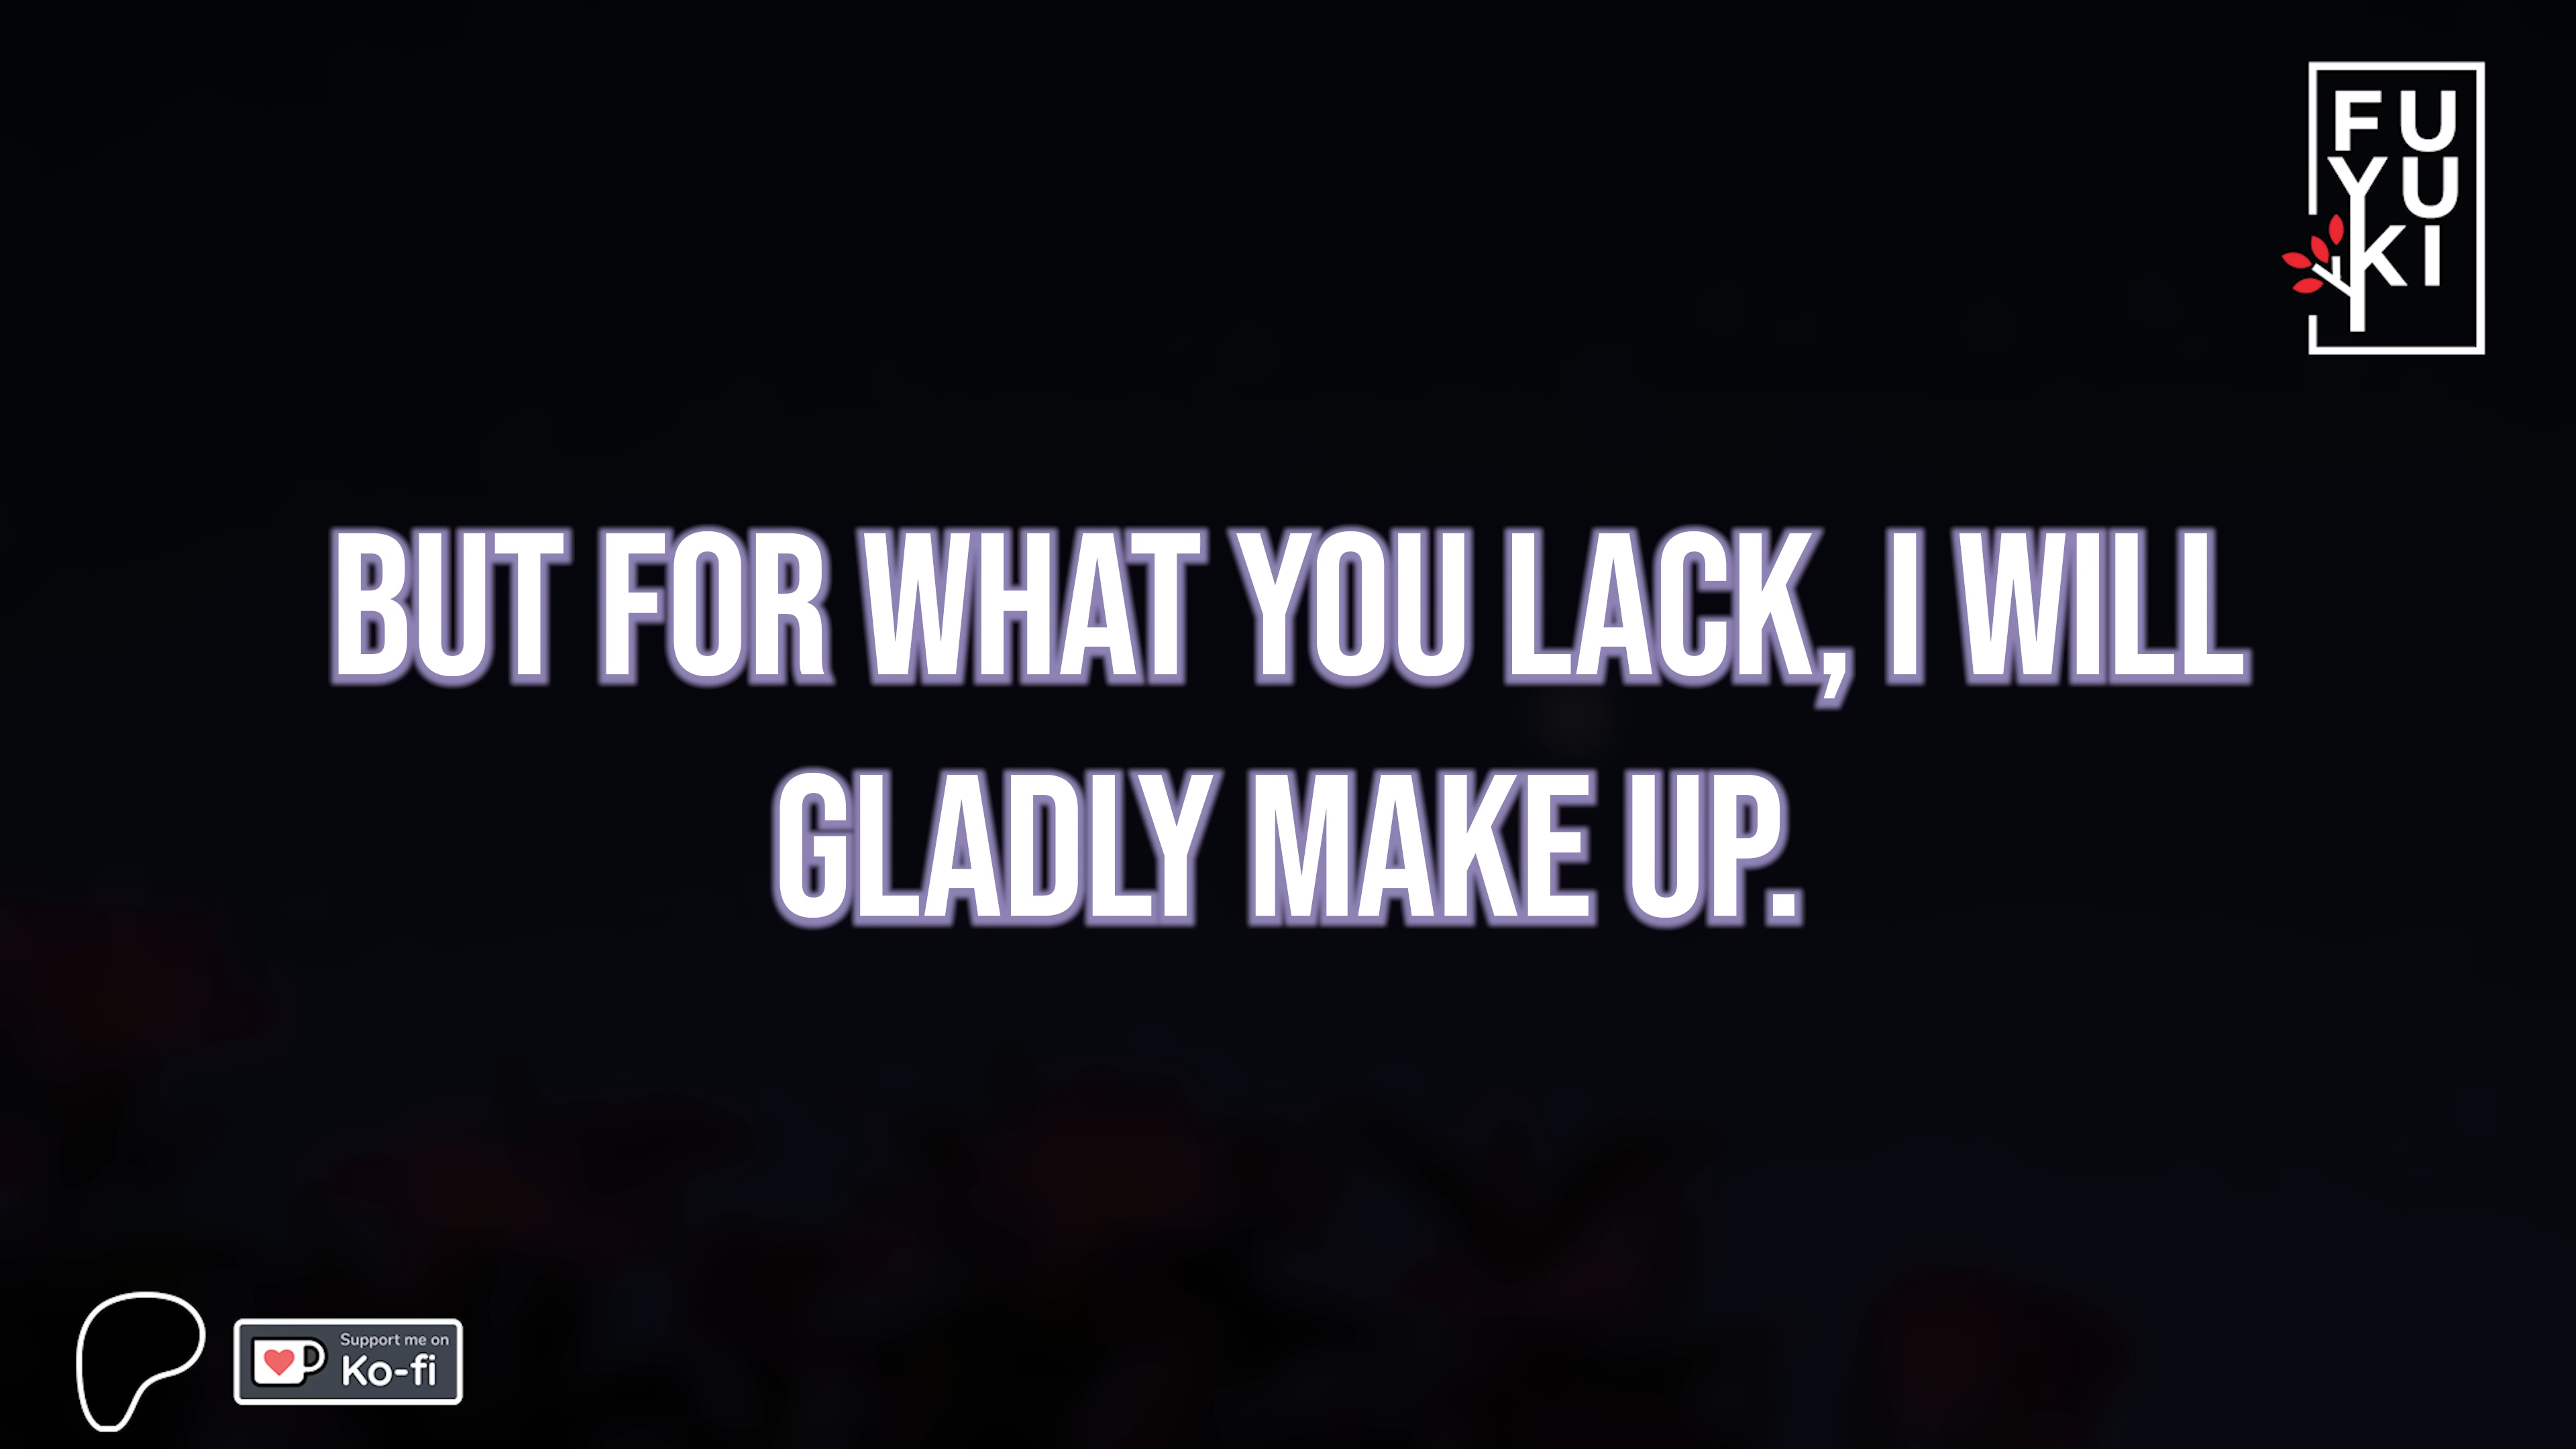 FU
YU
KI
BUT FOR WHAT YOU LACK, I WILL
GLADLY MAKE UP.
Support me on
Ko-fi